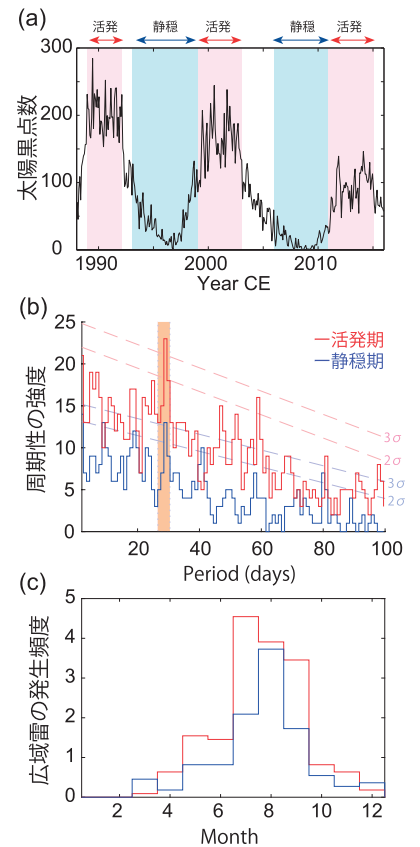 (a)
活発 静穏 活発 静穏 活発
300
200
100
0
太陽黒点数
1990 2000 2010
Year CE
(b)
25
20
15
10
5
0
周期性の強度
活発期
静穏期
3σ
2σ
3σ
2σ
20 40 60 80 100
Period (days)
(c)
5
4
3
2
1
0
広域雷の発生頻度
2 4 6 8 10 12
Month